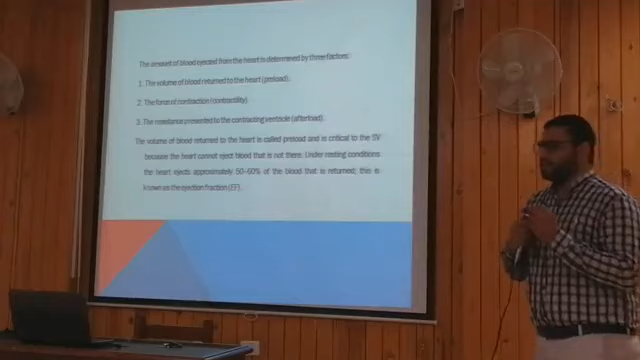 The amount of blood ejected from the heart is determined by three factors:
1. The volume of blood returned to the heart (preload).
2. The force of contraction (contractility)
3. The resistance presented to the contracting ventricle (afterload).
The volume of blood returned to the heart is called preload and is critical to the SV
because the heart cannot eject blood that is not there. Under resting conditions
the heart ejects approximately 50-60% of the blood that is returned; this is
known as the ejection fraction (EF).